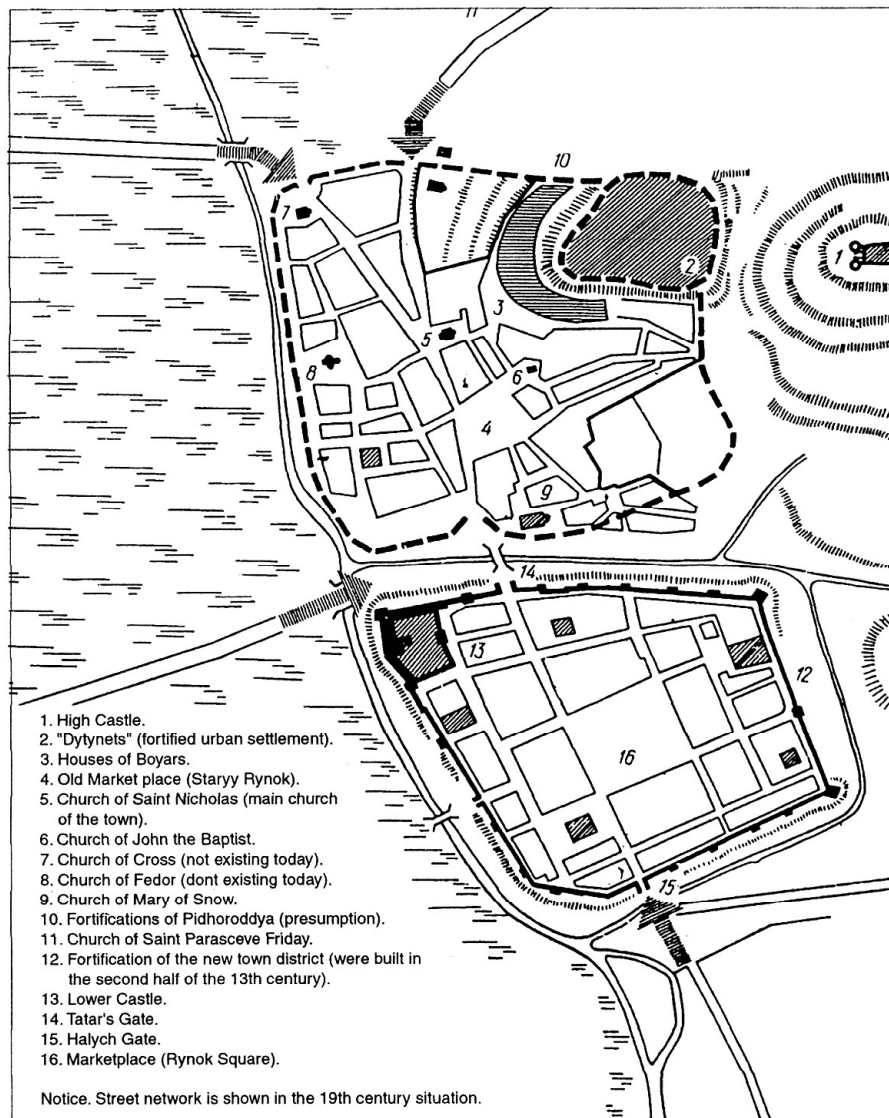 11
10
7
2
1
3
5
8
6
4
9
14
13
12
16
15
1. High Castle.
2. "Dytynets" (fortified urban settlement).
3. Houses of Boyars.
4. Old Market place (Staryy Rynok).
5. Church of Saint Nicholas (main church
of the town).
6. Church of John the Baptist.
7. Church of Cross (not existing today).
8. Church of Fedor (dont existing today).
9. Church of Mary of Snow.
10. Fortifications of Pidhoroddya (presumption).
11. Church of Saint Parasceve Friday.
12. Fortification of the new town district (were built in
the second half of the 13th century).
13. Lower Castle.
14. Tatar's Gate.
15. Halych Gate.
16. Marketplace (Rynok Square).
Notice. Street network is shown in the 19th century situation.